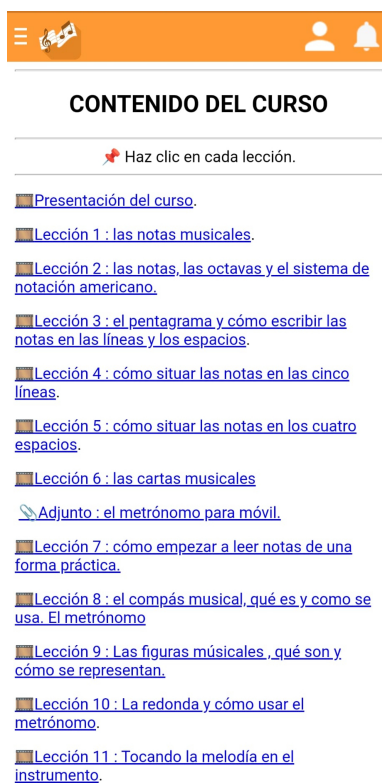 CONTENIDO DEL CURSO
📌 Haz clic en cada lección.
🎞️Presentación del curso.
🎞️Lección 1 : las notas musicales.
🎞️Lección 2 : las notas, las octavas y el sistema de
notación americano.
🎞️Lección 3 : el pentagrama y cómo escribir las
notas en las líneas y los espacios.
🎞️Lección 4 : cómo situar las notas en las cinco
líneas.
🎞️Lección 5 : cómo situar las notas en los cuatro
espacios.
🎞️Lección 6 : las cartas musicales
📎Adjunto : el metrónomo para móvil.
🎞️Lección 7 : cómo empezar a leer notas de una
forma práctica.
🎞️Lección 8 : el compás musical, qué es y como se
usa. El metrónomo
🎞️Lección 9 : Las figuras músicales , qué son y
cómo se representan.
🎞️Lección 10 : La redonda y cómo usar el
metrónomo.
🎞️Lección 11 : Tocando la melodía en el
instrumento.